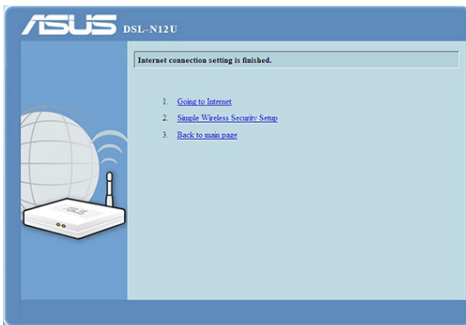 ASUS DSL-N12U
Internet connection setting is finished.
1. Going to Internet
2. Simple Wireless Security Setup
3. Back to main page
ASUS